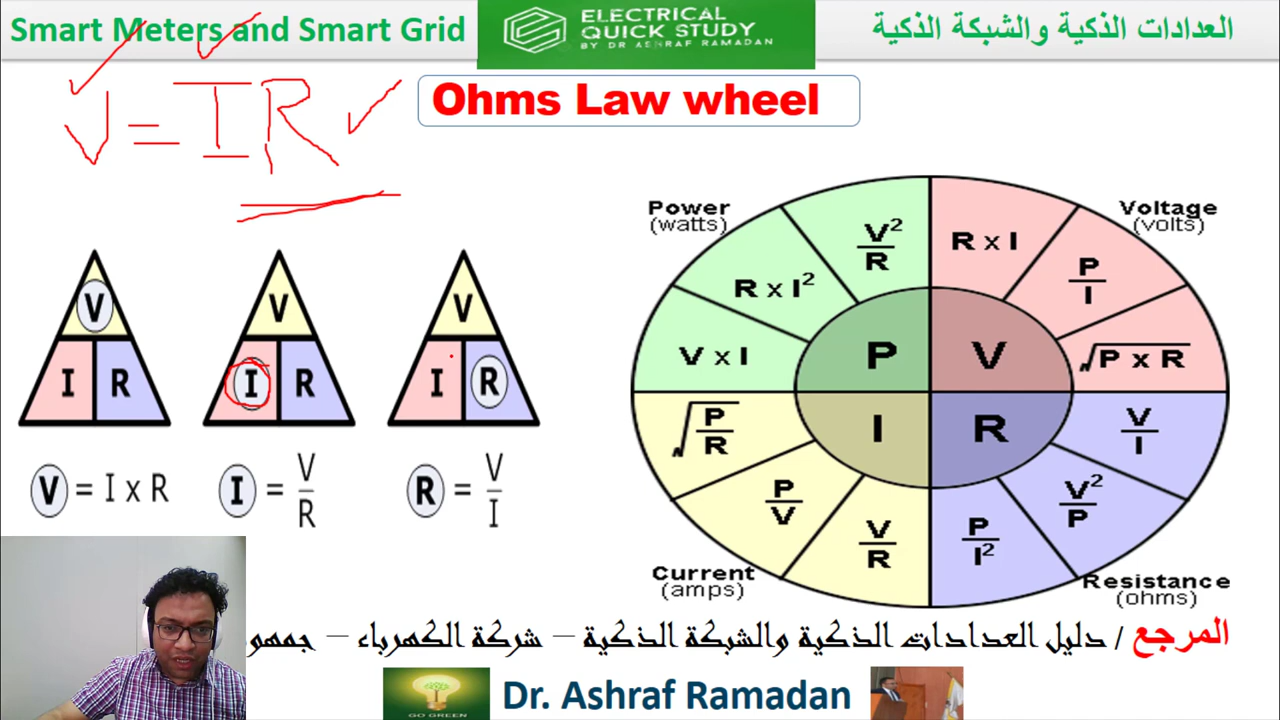 Smart Meters and Smart Grid
ELECTRICAL
QUICK STUDY
BY DR ASHRAF RAMADAN
العدادات الذكية والشبكة الذكية
V = IR
Ohms Law wheel
V
I R
V = I x R
V
I R
I = V/R
V
I R
R = V/I
Power
(watts)
Voltage
(volts)
V²/R
R x I²
V x I
R x I
P/I
√P x R
P V
I R
√P/R
P/V
V/R
V/I
V²/P
P/I²
Current
(amps)
Resistance
(ohms)
المرجع / دليل العدادات الذكية والشبكة الذكية – شركة الكهرباء –
GO GREEN
Dr. Ashraf Ramadan